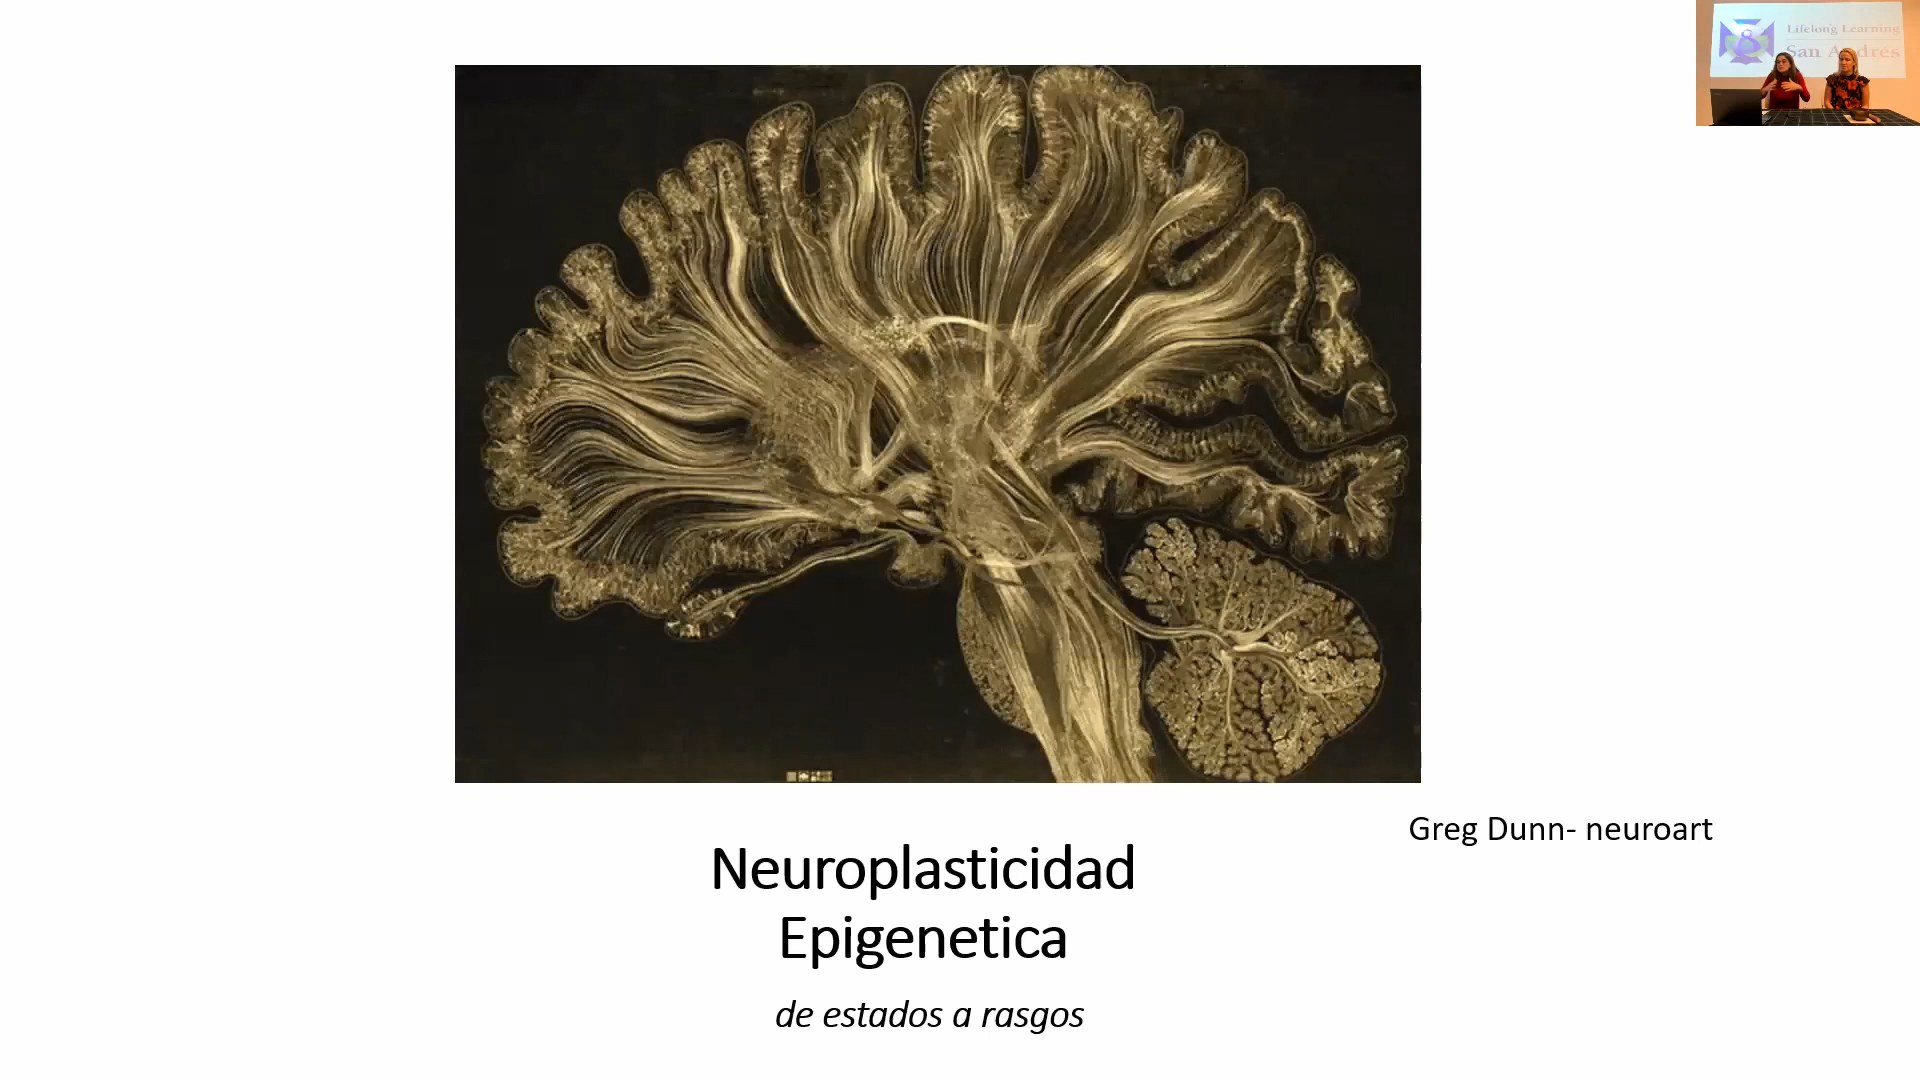 Lifelong Learning
San Andrés
Greg Dunn- neuroart
Neuroplasticidad
Epigenetica
de estados a rasgos